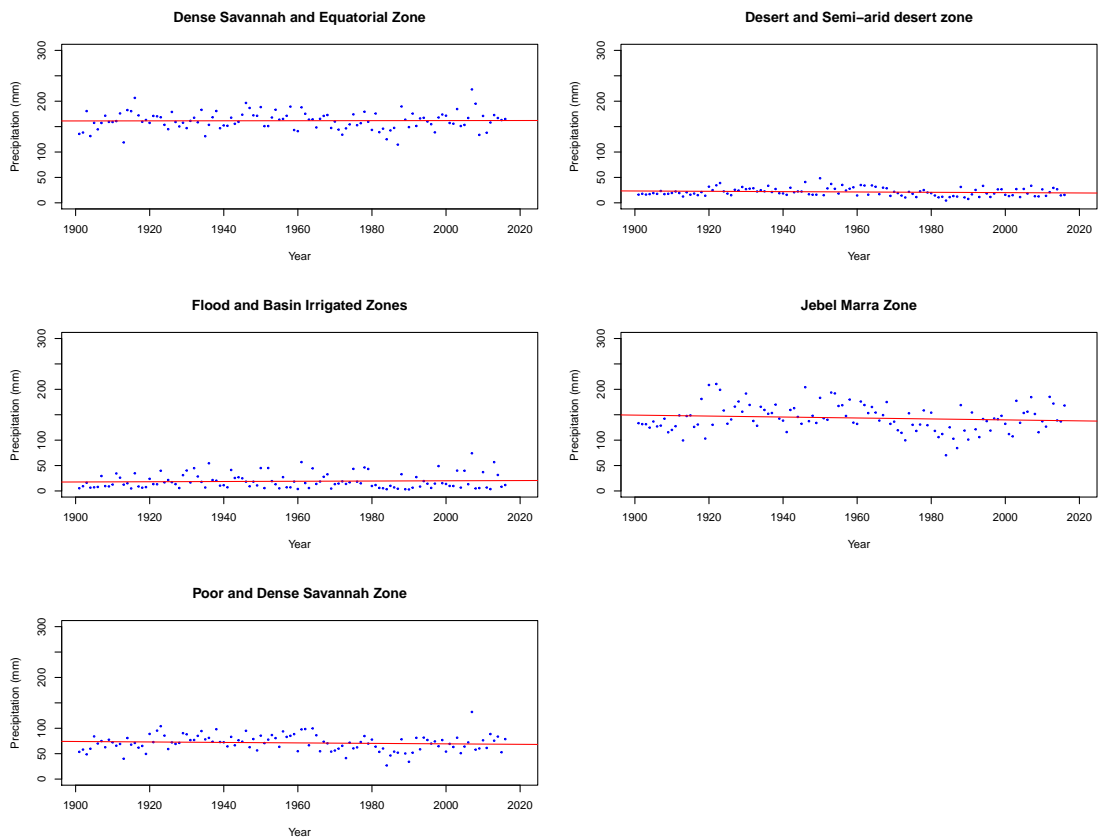 Dense Savannah and Equatorial Zone
Precipitation (mm)
300
200
100
50
0
1900 1920 1940 1960 1980 2000 2020
Year
Desert and Semi−arid desert zone
Precipitation (mm)
300
200
100
50
0
1900 1920 1940 1960 1980 2000 2020
Year
Flood and Basin Irrigated Zones
Precipitation (mm)
300
200
100
50
0
1900 1920 1940 1960 1980 2000 2020
Year
Jebel Marra Zone
Precipitation (mm)
300
200
100
50
0
1900 1920 1940 1960 1980 2000 2020
Year
Poor and Dense Savannah Zone
Precipitation (mm)
300
200
100
50
0
1900 1920 1940 1960 1980 2000 2020
Year